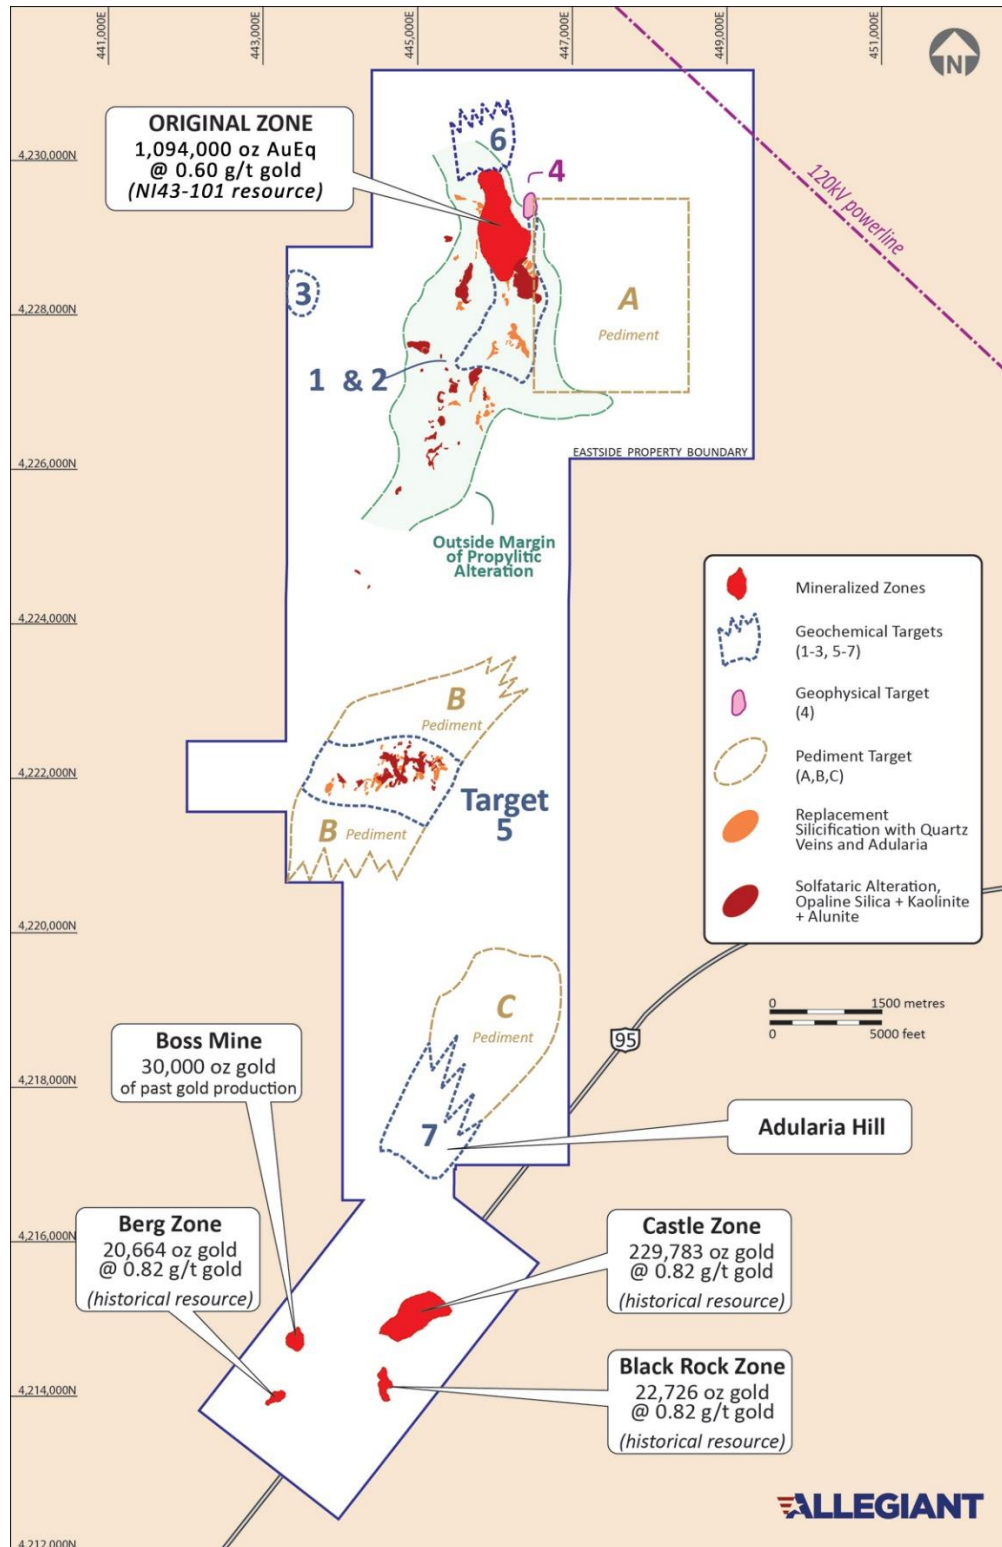 441,000E
443,000E
445,000E
447,000E
449,000E
451,000E
N
120kV powerline
ORIGINAL ZONE
1,094,000 oz AuEq
@ 0.60 g/t gold
(NI43-101 resource)
6
4
4,230,000N
3
4,228,000N
A
Pediment
1 & 2
4,226,000N
EASTSIDE PROPERTY BOUNDARY
Outside Margin
of Propylitic
Alteration
4,224,000N
Mineralized Zones
Geochemical Targets
(1-3, 5-7)
Geophysical Target
(4)
Pediment Target
(A,B,C)
Replacement
Silicification with Quartz
Veins and Adularia
Solfataric Alteration,
Opaline Silica + Kaolinite
+ Alunite
B
Pediment
4,222,000N
Target
5
B
Pediment
4,220,000N
C
Pediment
0 1500 metres
0 5000 feet
95
Boss Mine
30,000 oz gold
of past gold production
4,218,000N
7
Adularia Hill
4,216,000N
Berg Zone
20,664 oz gold
@ 0.82 g/t gold
(historical resource)
Castle Zone
229,783 oz gold
@ 0.82 g/t gold
(historical resource)
4,214,000N
Black Rock Zone
22,726 oz gold
@ 0.82 g/t gold
(historical resource)
ALLEGIANT
4,212,000N